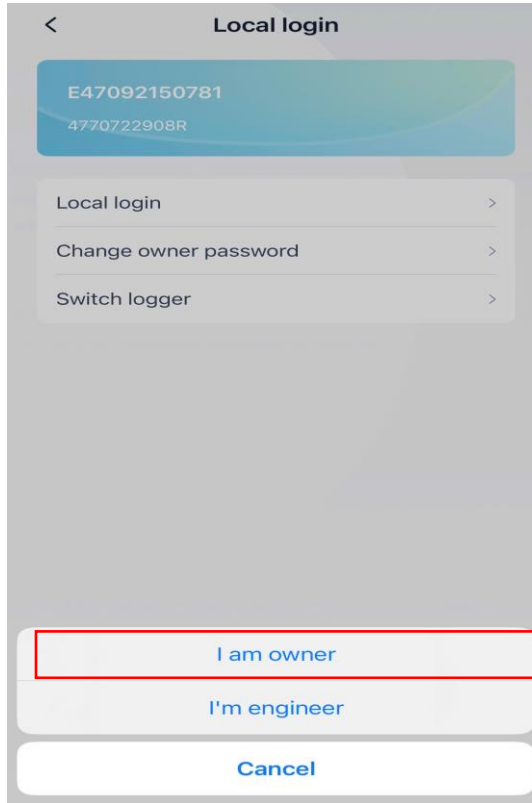 Local login
E47092150781
4770722908R
Local login
Change owner password
Switch logger
I am owner
I'm engineer
Cancel